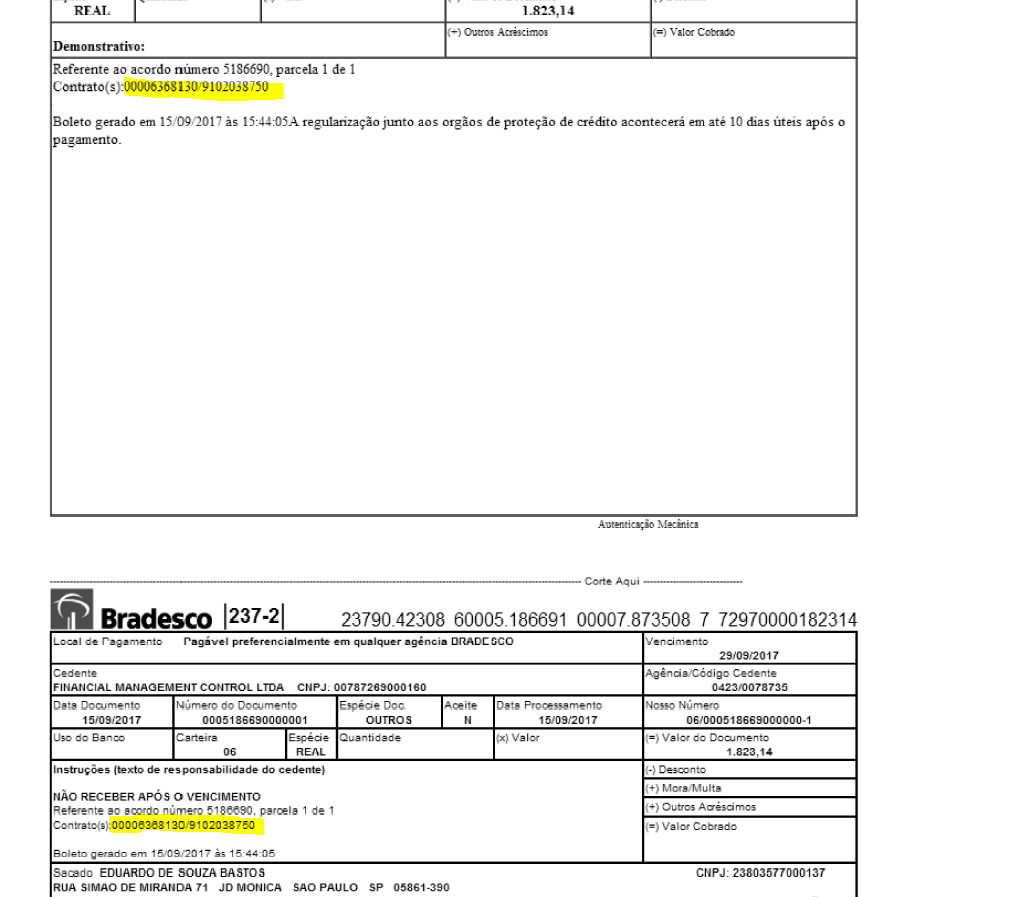 REAL 1.823,14
(+) Outros Acréscimos (=) Valor Cobrado
Demonstrativo:
Referente ao acordo número 5186690, parcela 1 de 1
Contrato(s):00006368130/9102038750
Boleto gerado em 15/09/2017 às 15:44:05A regularização junto aos orgãos de proteção de crédito acontecerá em até 10 dias úteis após o
pagamento.
Autenticação Mecânica
Corte Aqui
Bradesco |237-2| 23790.42308 60005.186691 00007.873508 7 72970000182314
Local de Pagamento Pagável preferencialmente em qualquer agência BRADESCO Vencimento
29/09/2017
Cedente Agência/Código Cedente
FINANCIAL MANAGEMENT CONTROL LTDA CNPJ: 00787269000160 0423/0078735
Data Documento Número do Documento Espécie Doc. Aceite Data Processamento Nosso Número
15/09/2017 0005186690000001 OUTROS N 15/09/2017 06/000518669000000-1
Uso do Banco Carteira Espécie Quantidade (x) Valor (=) Valor do Documento
06 REAL 1.823,14
Instruções (texto de responsabilidade do cedente) (-) Desconto
(+) Mora/Multa
NÃO RECEBER APÓS O VENCIMENTO
Referente ao acordo número 5186690, parcela 1 de 1 (+) Outros Acréscimos
Contrato(s):00006368130/9102038750 (=) Valor Cobrado
Boleto gerado em 15/09/2017 às 15:44:05
Sacado EDUARDO DE SOUZA BASTOS CNPJ: 23803577000137
RUA SIMAO DE MIRANDA 71 JD MONICA SAO PAULO SP 05861-390